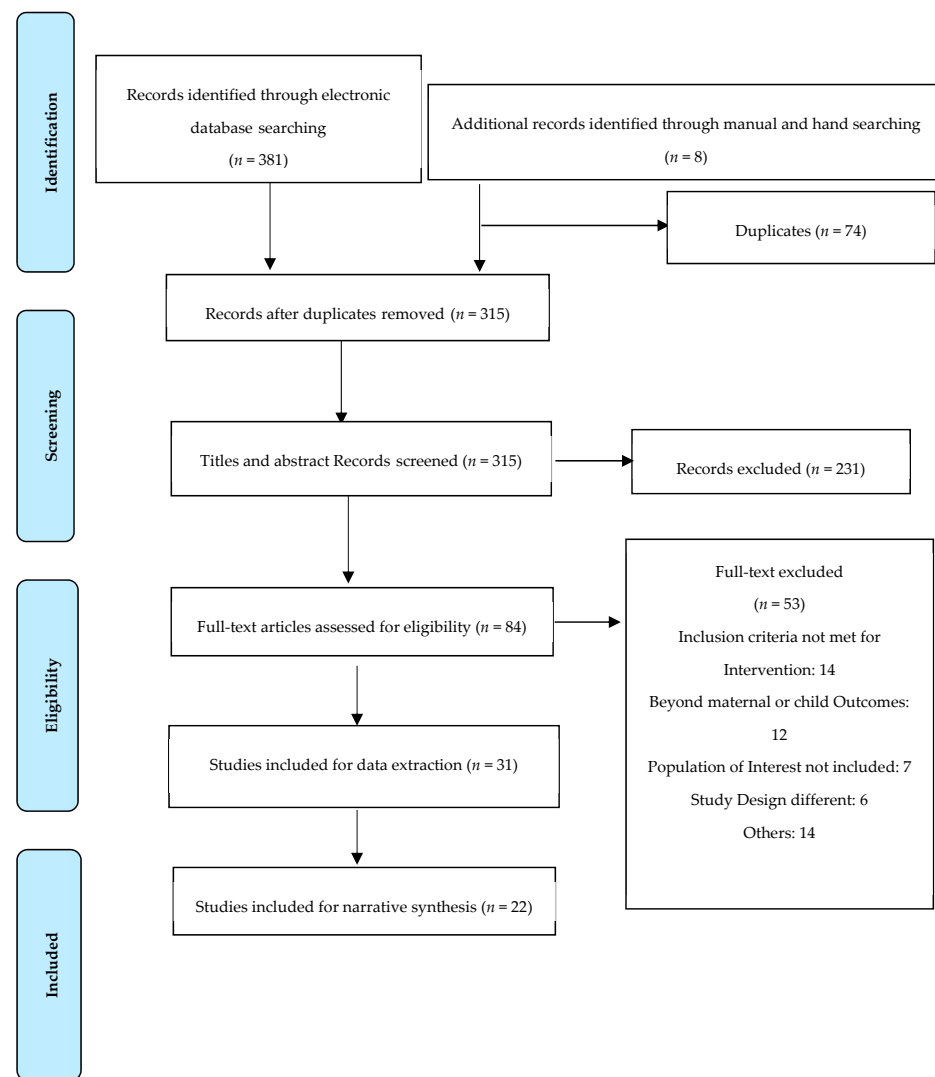 Identification
Records identified through electronic
database searching
(n = 381)
Additional records identified through manual and hand searching
(n = 8)
Duplicates (n = 74)
Records after duplicates removed (n = 315)
Screening
Titles and abstract Records screened (n = 315)
Records excluded (n = 231)
Eligibility
Full-text articles assessed for eligibility (n = 84)
Full-text excluded
(n = 53)
Inclusion criteria not met for
Intervention: 14
Beyond maternal or child Outcomes:
12
Population of Interest not included: 7
Study Design different: 6
Others: 14
Studies included for data extraction (n = 31)
Included
Studies included for narrative synthesis (n = 22)